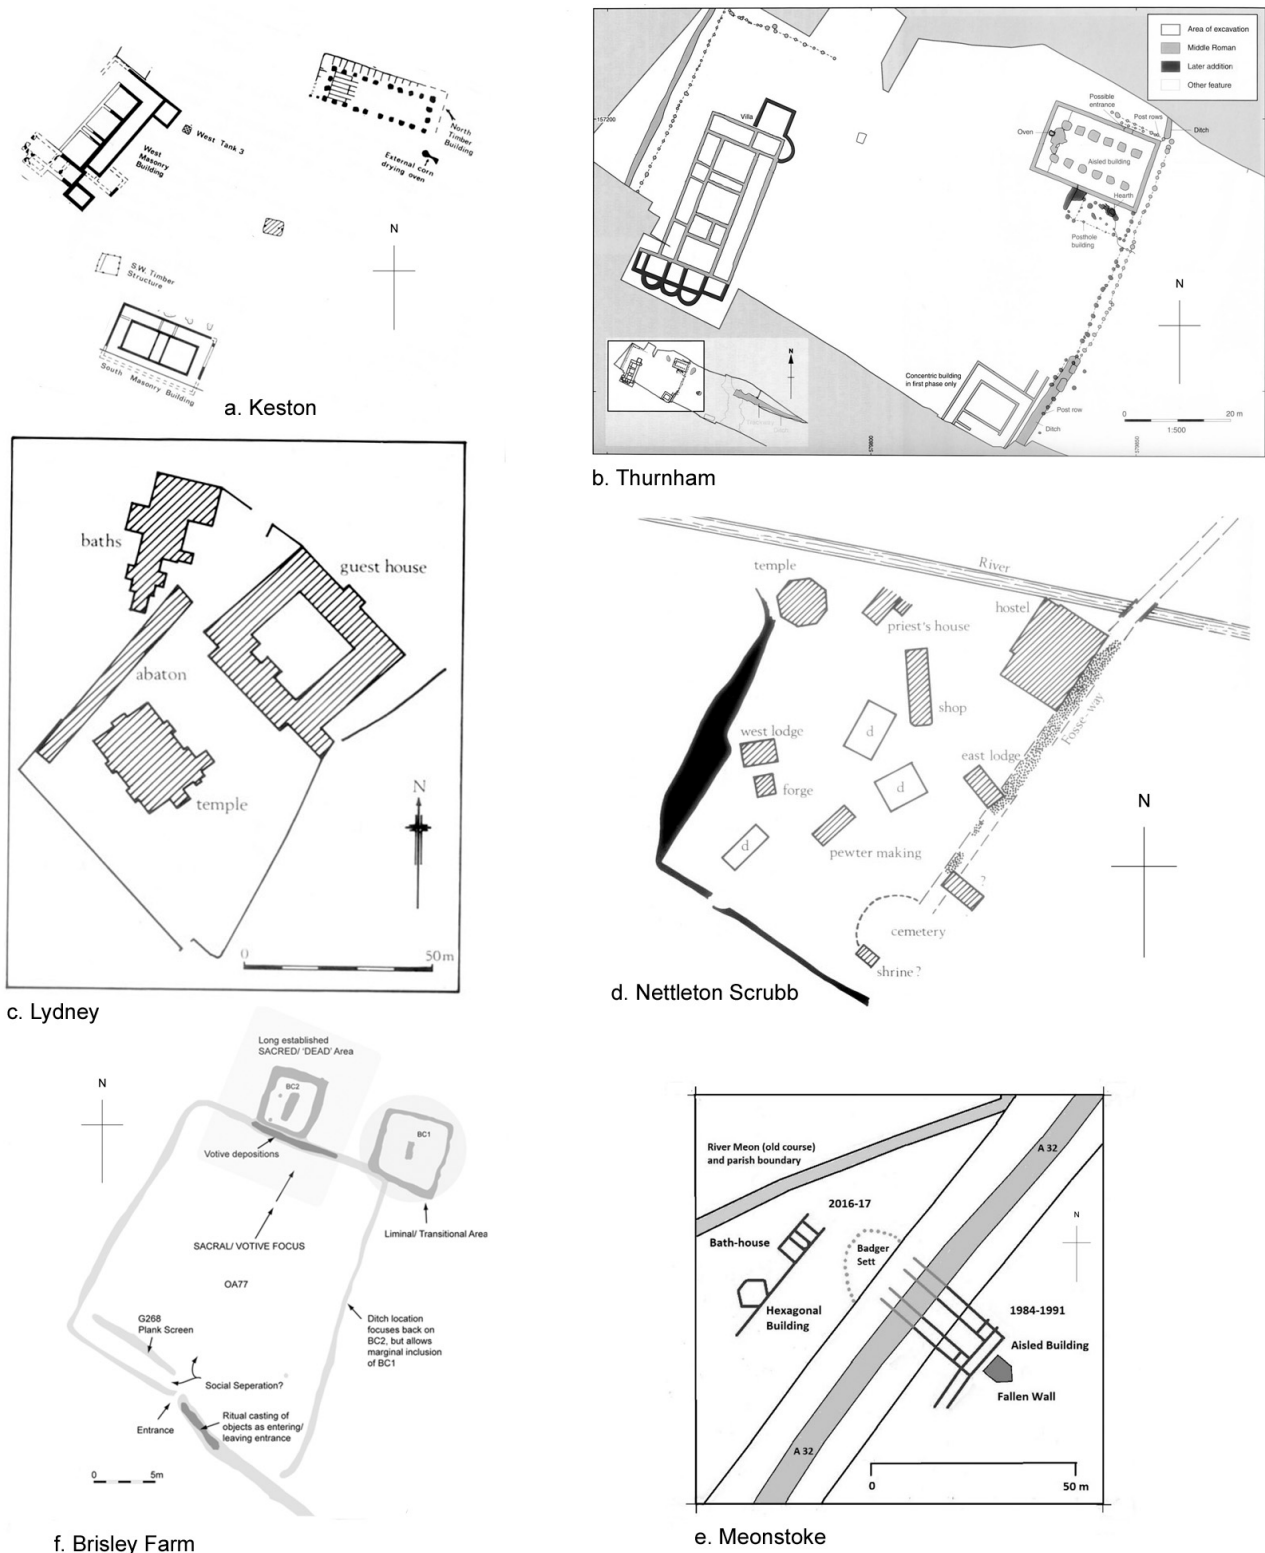 West Tank 3
West
Masonry
Building
North
Timber
Building
External corn
drying oven
N
S.W. Timber
Structure
South Masonry Building
a. Keston
Area of excavation
Middle Roman
Later addition
Other feature
157200
Villa
Possible
entrance
Post rows
Ditch
Oven
Aisled building
Hearth
Posthole
building
N
N
Concentric building
in first phase only
Post row
Ditch
0 20 m
1:500
b. Thurnham
baths
guest house
abaton
temple
N
0 50m
c. Lydney
temple
River
priest's house
hostel
shop
Fosse-way
west lodge
d
east lodge
forge
d
d
pewter making
N
?
cemetery
shrine?
d. Nettleton Scrubb
Long established
SACRED/ 'DEAD' Area
N
BC2
BC1
Votive depositions
Liminal/ Transitional Area
SACRAL/ VOTIVE FOCUS
OA77
G268
Plank Screen
Ditch location
focuses back on
BC2, but allows
marginal inclusion
of BC1
Social Seperation?
Entrance
Ritual casting of
objects as entering/
leaving entrance
0 5m
f. Brisley Farm
River Meon (old course)
and parish boundary
A 32
2016-17
N
Bath-house
Badger
Sett
Hexagonal
Building
1984-1991
Aisled Building
Fallen Wall
A 32
0 50 m
e. Meonstoke